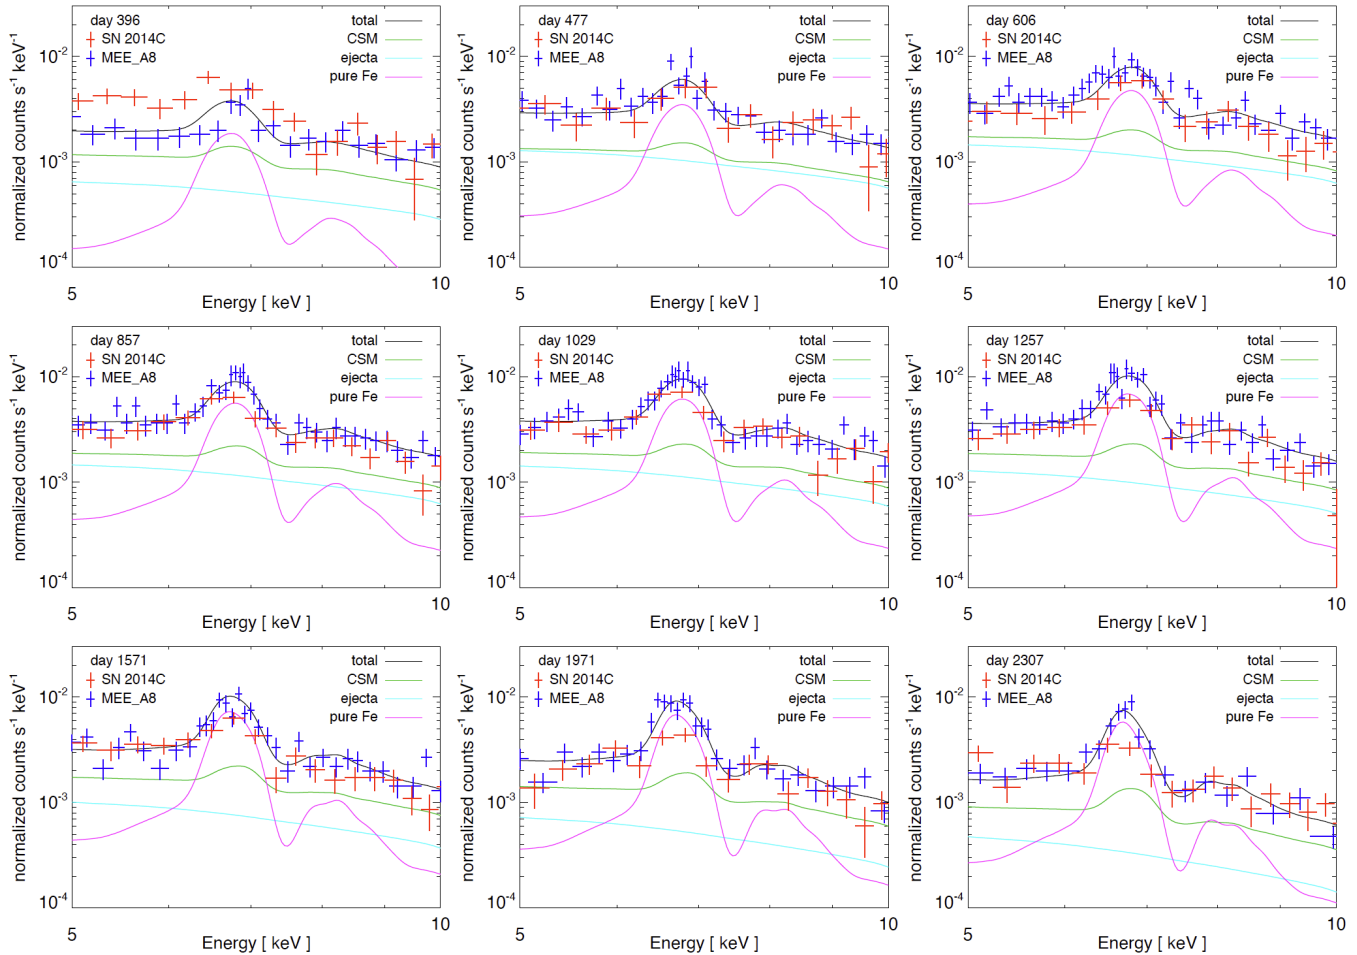 day 396 total
SN 2014C CSM
MEE_A8 ejecta
pure Fe
normalized counts s⁻¹ keV⁻¹
10⁻²
10⁻³
10⁻⁴
5 10
Energy [ keV ]
day 477 total
SN 2014C CSM
MEE_A8 ejecta
pure Fe
normalized counts s⁻¹ keV⁻¹
10⁻²
10⁻³
10⁻⁴
5 10
Energy [ keV ]
day 606 total
SN 2014C CSM
MEE_A8 ejecta
pure Fe
normalized counts s⁻¹ keV⁻¹
10⁻²
10⁻³
10⁻⁴
5 10
Energy [ keV ]
day 857 total
SN 2014C CSM
MEE_A8 ejecta
pure Fe
normalized counts s⁻¹ keV⁻¹
10⁻²
10⁻³
10⁻⁴
5 10
Energy [ keV ]
day 1029 total
SN 2014C CSM
MEE_A8 ejecta
pure Fe
normalized counts s⁻¹ keV⁻¹
10⁻²
10⁻³
10⁻⁴
5 10
Energy [ keV ]
day 1257 total
SN 2014C CSM
MEE_A8 ejecta
pure Fe
normalized counts s⁻¹ keV⁻¹
10⁻²
10⁻³
10⁻⁴
5 10
Energy [ keV ]
day 1571 total
SN 2014C CSM
MEE_A8 ejecta
pure Fe
normalized counts s⁻¹ keV⁻¹
10⁻²
10⁻³
10⁻⁴
5 10
Energy [ keV ]
day 1971 total
SN 2014C CSM
MEE_A8 ejecta
pure Fe
normalized counts s⁻¹ keV⁻¹
10⁻²
10⁻³
10⁻⁴
5 10
Energy [ keV ]
day 2307 total
SN 2014C CSM
MEE_A8 ejecta
pure Fe
normalized counts s⁻¹ keV⁻¹
10⁻²
10⁻³
10⁻⁴
5 10
Energy [ keV ]